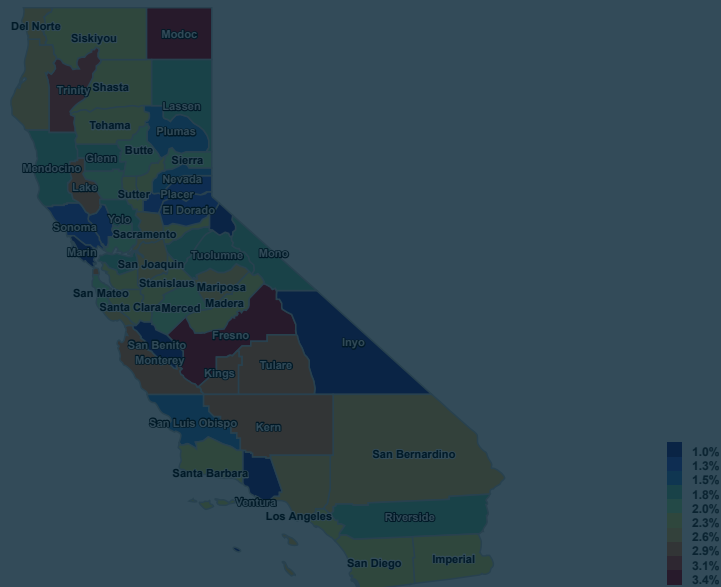 Del Norte
Siskiyou
Modoc
Trinity
Shasta
Lassen
Tehama
Plumas
Butte
Glenn
Sierra
Mendocino
Lake
Nevada
Sutter
Placer
El Dorado
Yolo
Sonoma
Sacramento
Marin
Tuolumne
Mono
San Joaquin
Stanislaus
Mariposa
San Mateo
Santa Clara
Merced
Madera
Fresno
San Benito
Inyo
Monterey
Tulare
Kings
San Luis Obispo
Kern
San Bernardino
Santa Barbara
Ventura
Los Angeles
Riverside
San Diego
Imperial
1.0%
1.3%
1.5%
1.8%
2.0%
2.3%
2.6%
2.9%
3.1%
3.4%